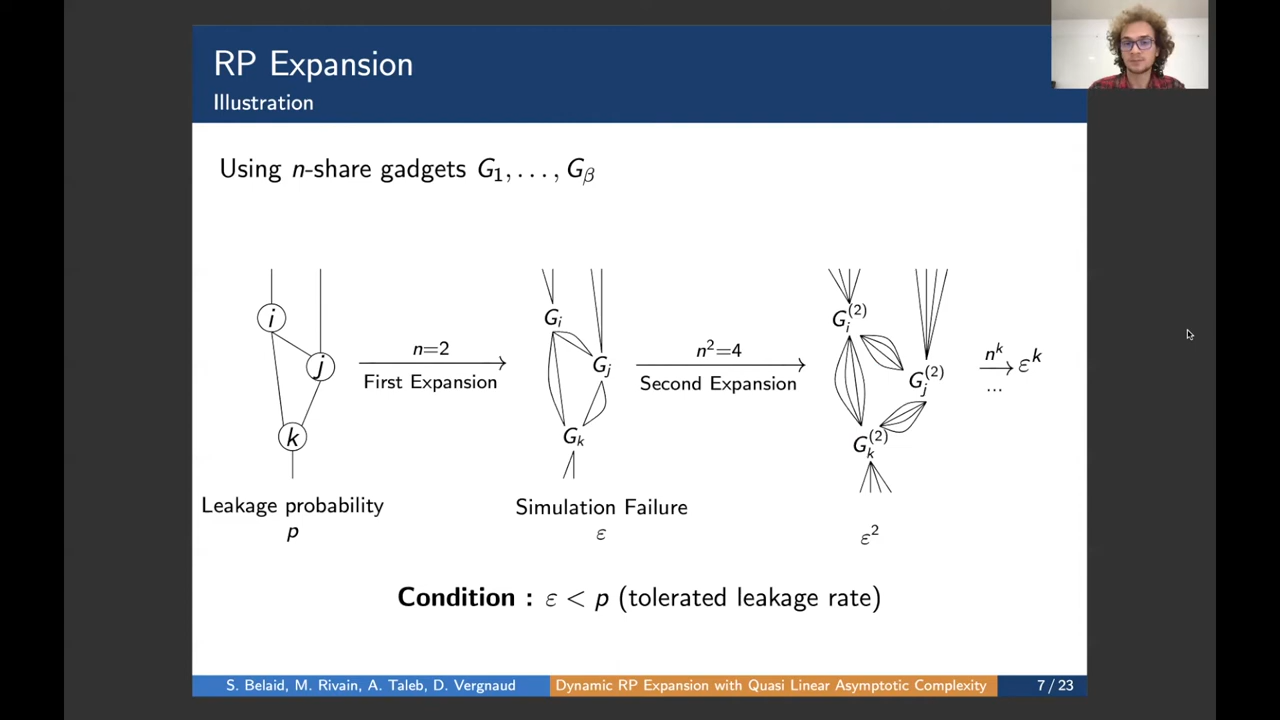 RP Expansion
Illustration
Using n-share gadgets G₁, . . . , Gβ
i
j
k
n=2
First Expansion
Gᵢ
Gⱼ
Gₖ
n²=4
Second Expansion
Gᵢ⁽²⁾
Gⱼ⁽²⁾
Gₖ⁽²⁾
nᵏ
...
εᵏ
Leakage probability
p
Simulation Failure
ε
ε²
Condition : ε < p (tolerated leakage rate)
S. Belaid, M. Rivain, A. Taleb, D. Vergnaud
Dynamic RP Expansion with Quasi Linear Asymptotic Complexity
7 / 23